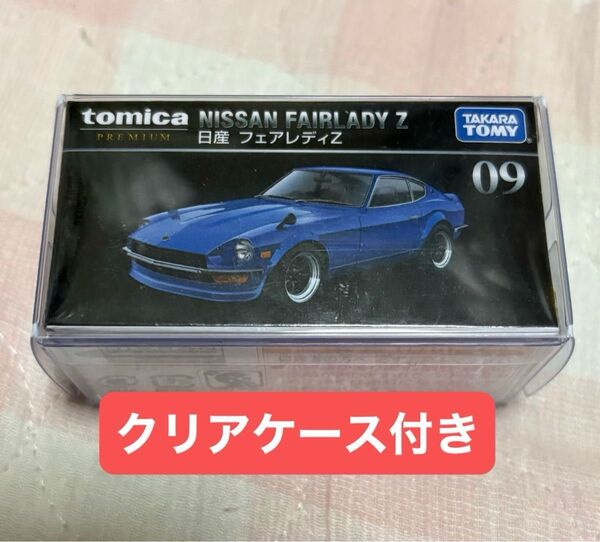 tomica
PREMIUM
NISSAN FAIRLADY Z
日産 フェアレディZ
TAKARA
TOMY
09
クリアケース付き